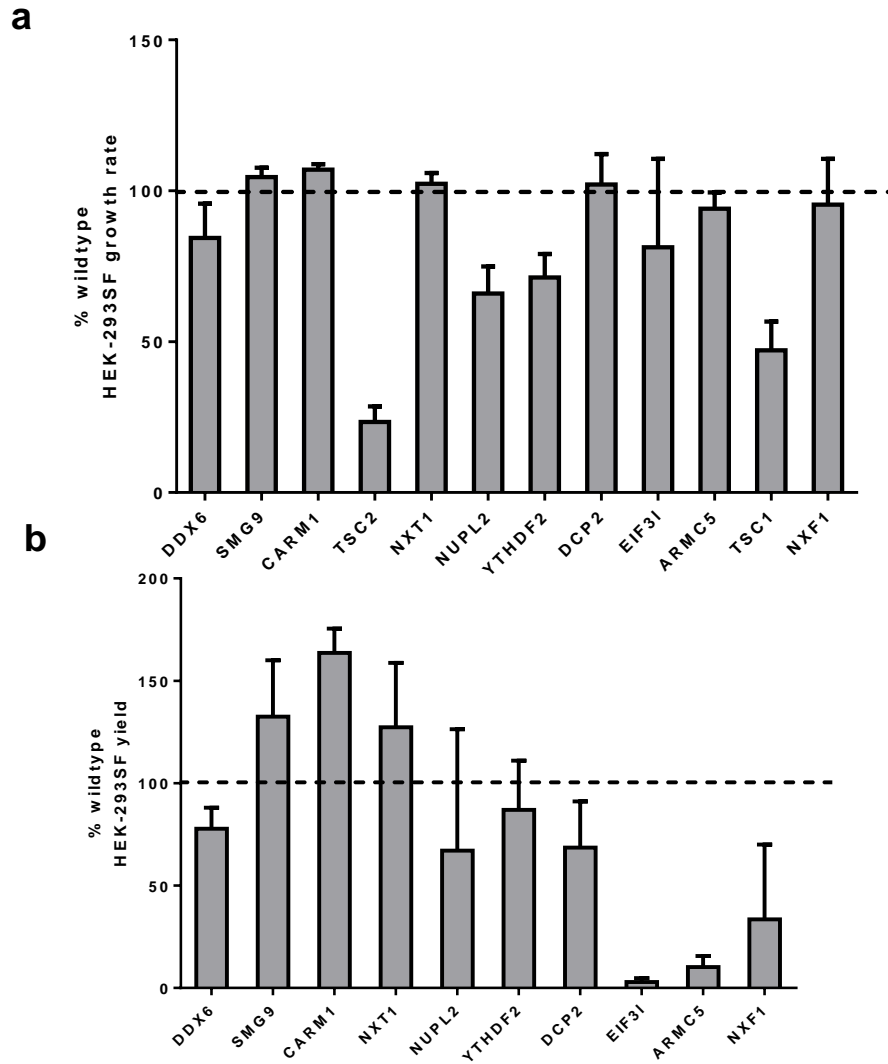 a
150
100
50
0
% wildtype
HEK-293SF growth rate
DDX6 SMG9 CARM1 TSC2 NXT1 NUPL2 YTHDF2 DCP2 EIF3I ARMC5 TSC1 NXF1
b
200
150
100
50
0
% wildtype
HEK-293SF yield
DDX6 SMG9 CARM1 NXT1 NUPL2 YTHDF2 DCP2 EIF3I ARMC5 NXF1